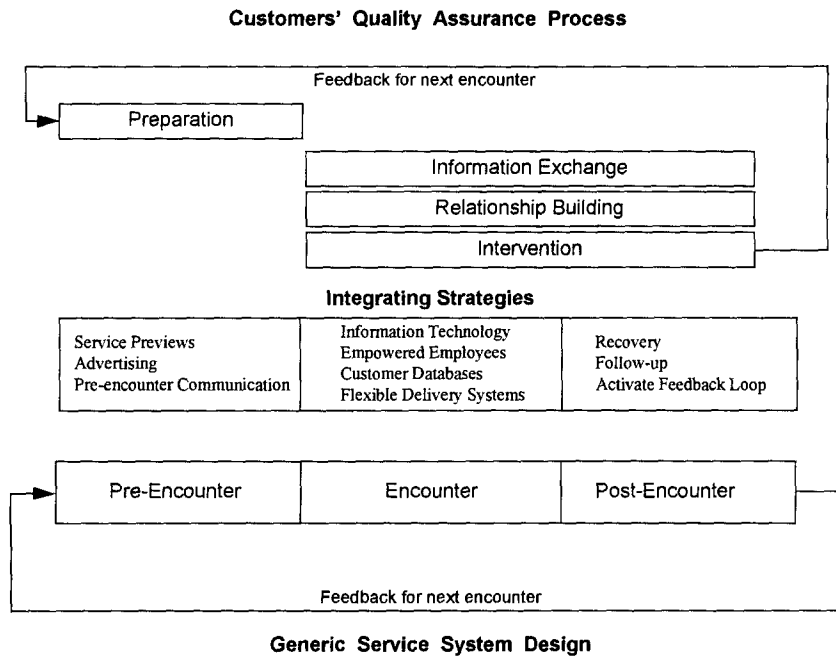 Customers' Quality Assurance Process
Feedback for next encounter
Preparation
Information Exchange
Relationship Building
Intervention
Integrating Strategies
Service Previews
Advertising
Pre-encounter Communication
Information Technology
Empowered Employees
Customer Databases
Flexible Delivery Systems
Recovery
Follow-up
Activate Feedback Loop
Pre-Encounter
Encounter
Post-Encounter
Feedback for next encounter
Generic Service System Design